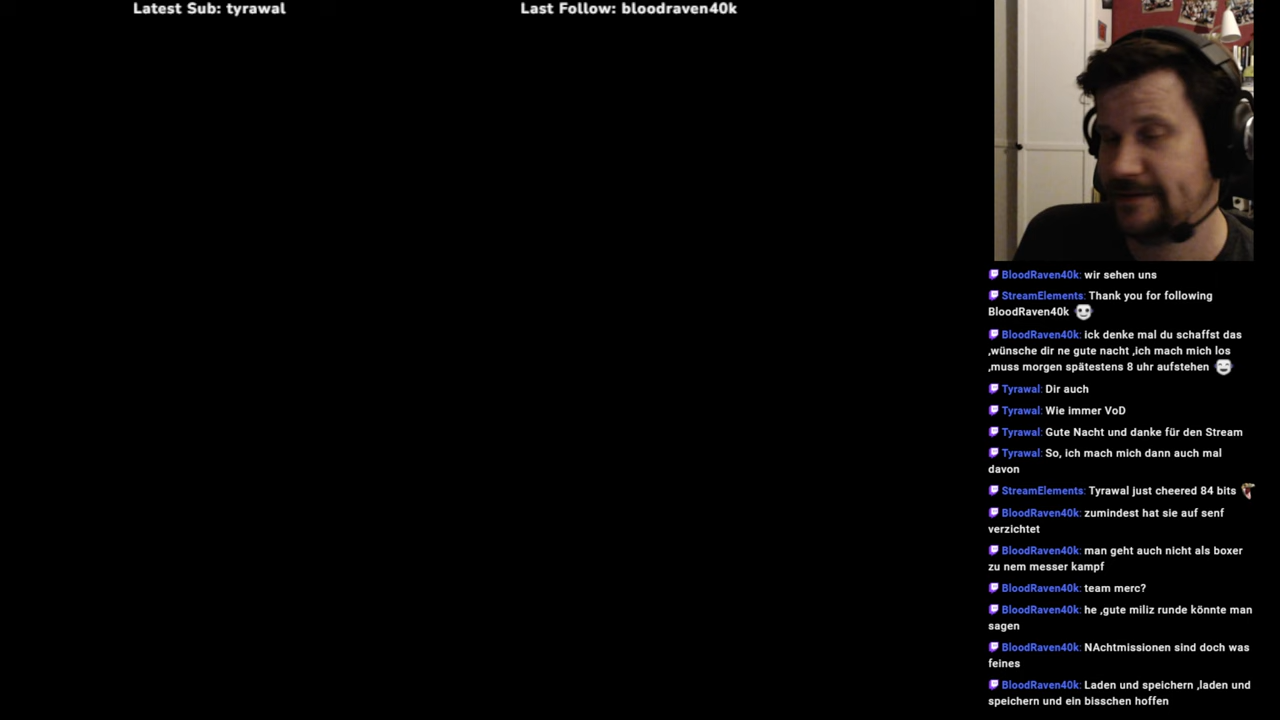 Latest Sub: tyrawal
Last Follow: bloodraven40k
BloodRaven40k: wir sehen uns
StreamElements: Thank you for following
BloodRaven40k
BloodRaven40k: ick denke mal du schaffst das
,wünsche dir ne gute nacht ,ich mach mich los
,muss morgen spätestens 8 uhr aufstehen
Tyrawal: Dir auch
Tyrawal: Wie immer VoD
Tyrawal: Gute Nacht und danke für den Stream
Tyrawal: So, ich mach mich dann auch mal
davon
StreamElements: Tyrawal just cheered 84 bits
BloodRaven40k: zumindest hat sie auf senf
verzichtet
BloodRaven40k: man geht auch nicht als boxer
zu nem messer kampf
BloodRaven40k: team merc?
BloodRaven40k: he ,gute miliz runde könnte man
sagen
BloodRaven40k: NAchtmissionen sind doch was
feines
BloodRaven40k: Laden und speichern ,laden und
speichern und ein bisschen hoffen